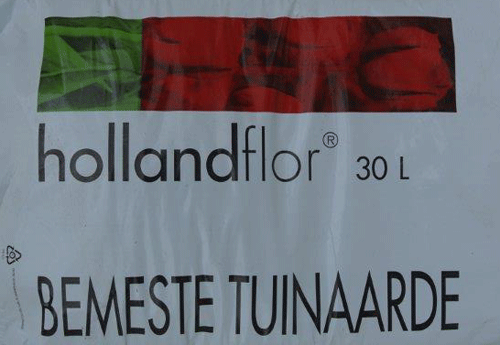 hollandflor® 30 L
BEMESTE TUINAARDE